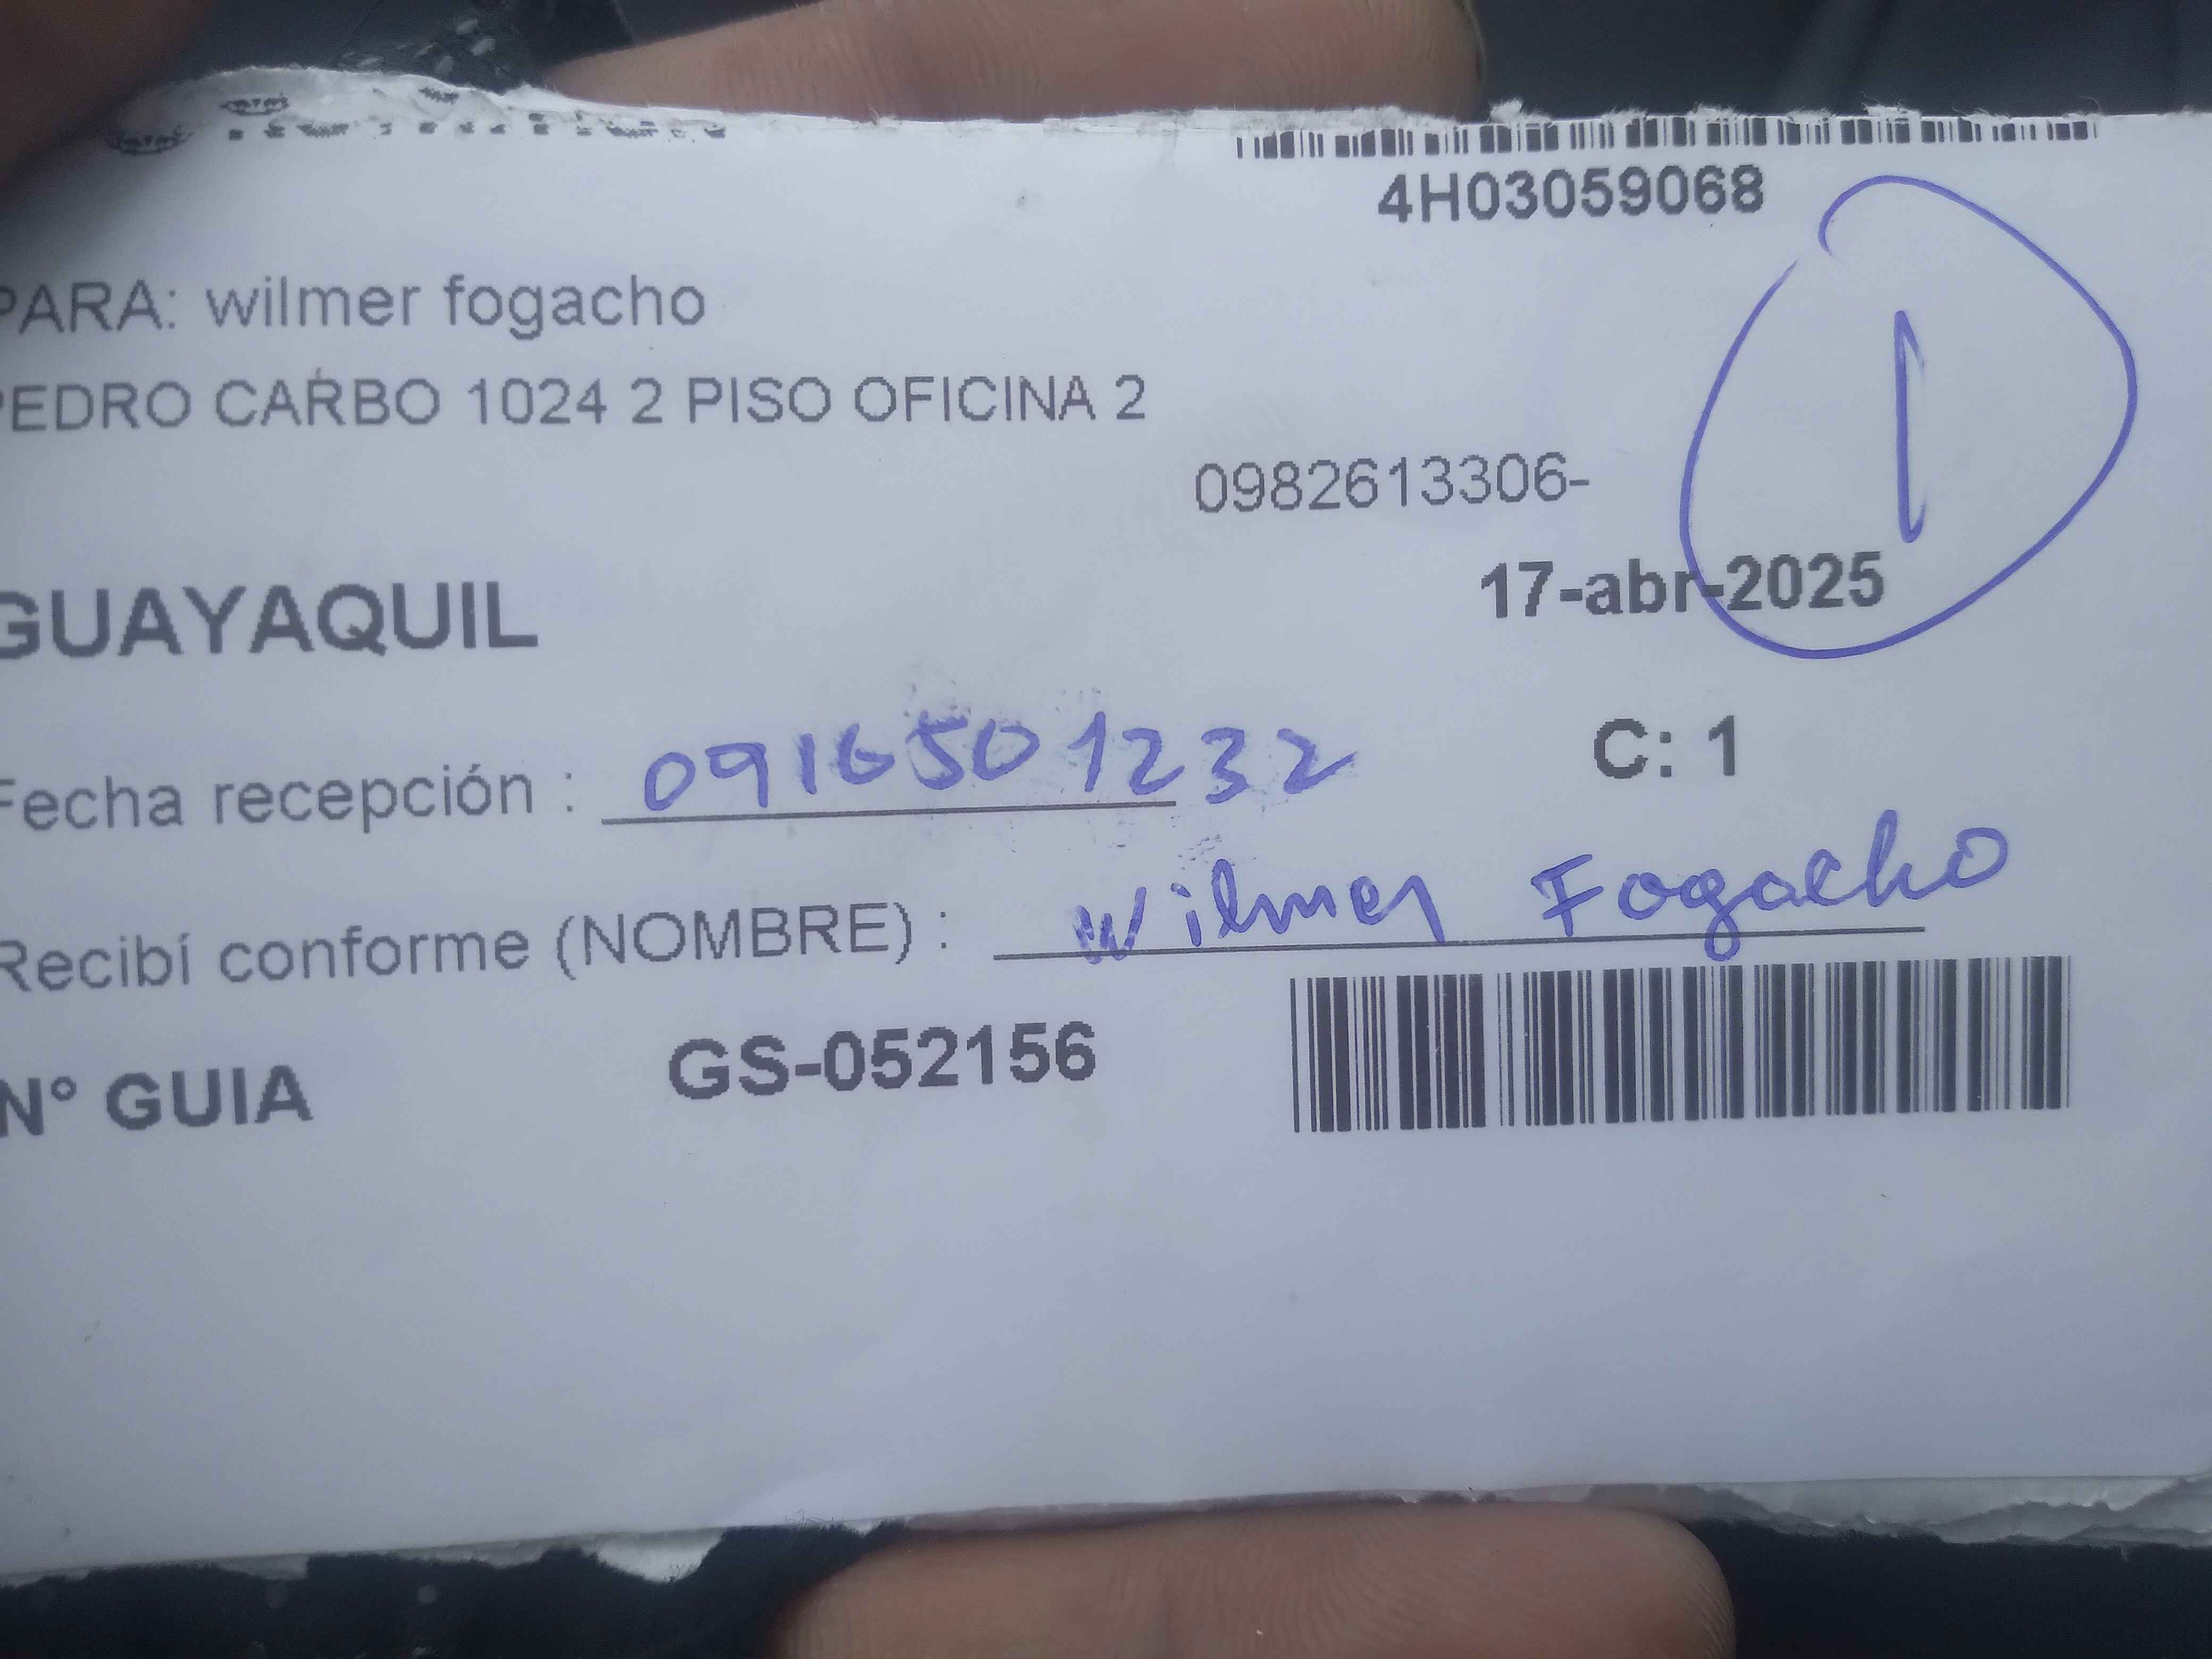 4H03059068
PARA: wilmer fogacho
PEDRO CARBO 1024 2 PISO OFICINA 2
0982613306-
1
17-abr-2025
GUAYAQUIL
C: 1
Fecha recepción : 0916501232
Recibí conforme (NOMBRE) : Wilmer Fogacho
N° GUIA GS-052156